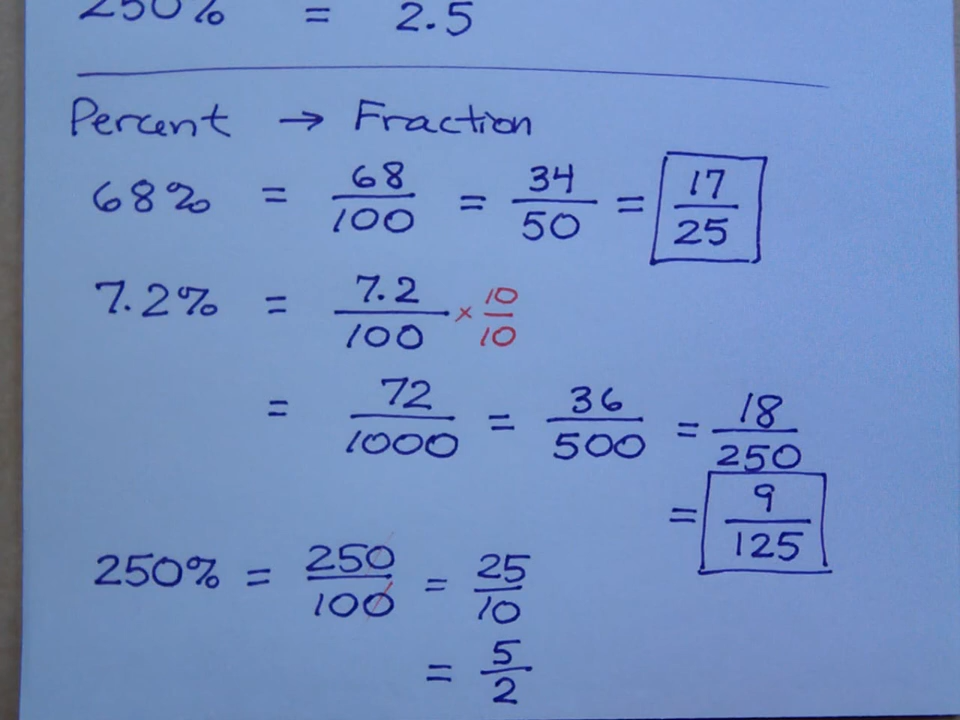 250% = 2.5
Percent → Fraction
68% = 68/100 = 34/50 = 17/25
7.2% = 7.2/100 × 10/10
= 72/1000 = 36/500 = 18/250
= 9/125
250% = 250/100 = 25/10
= 5/2